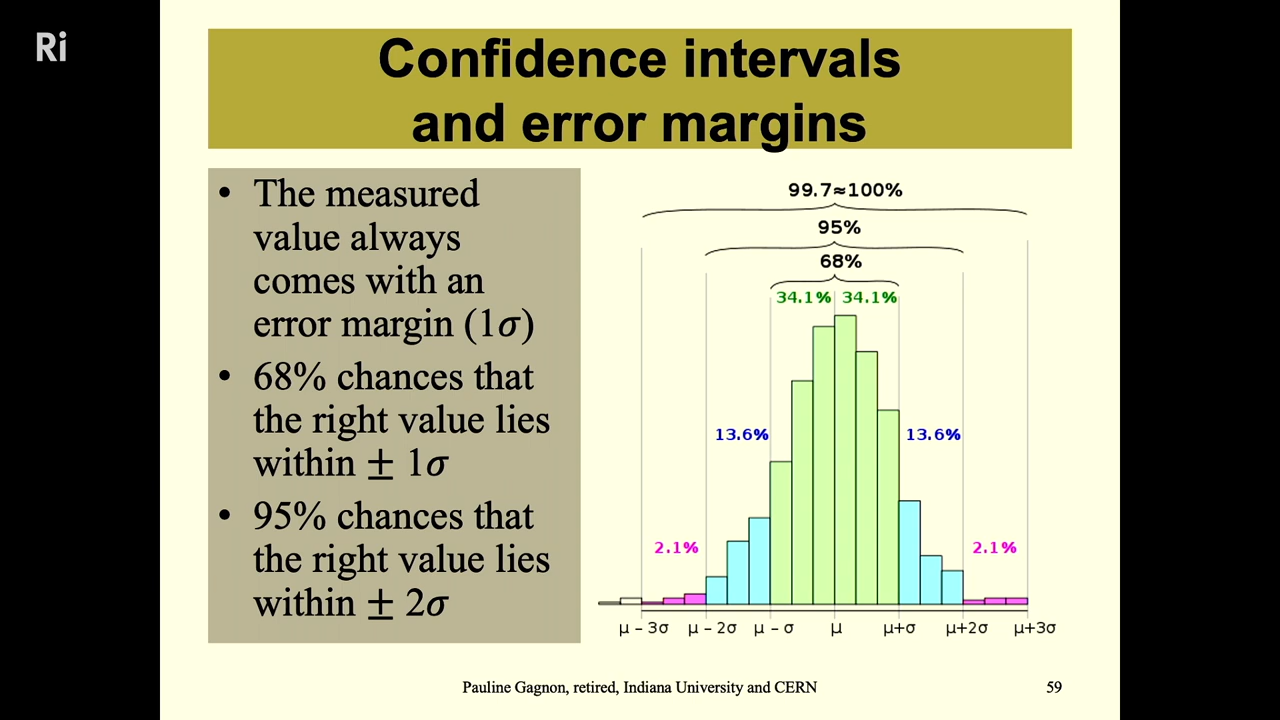 Ri
Confidence intervals
and error margins
• The measured
value always
comes with an
error margin (1σ)
• 68% chances that
the right value lies
within ± 1σ
• 95% chances that
the right value lies
within ± 2σ
99.7≈100%
95%
68%
34.1% 34.1%
13.6% 13.6%
2.1% 2.1%
μ – 3σ μ – 2σ μ – σ μ μ+σ μ+2σ μ+3σ
Pauline Gagnon, retired, Indiana University and CERN 59